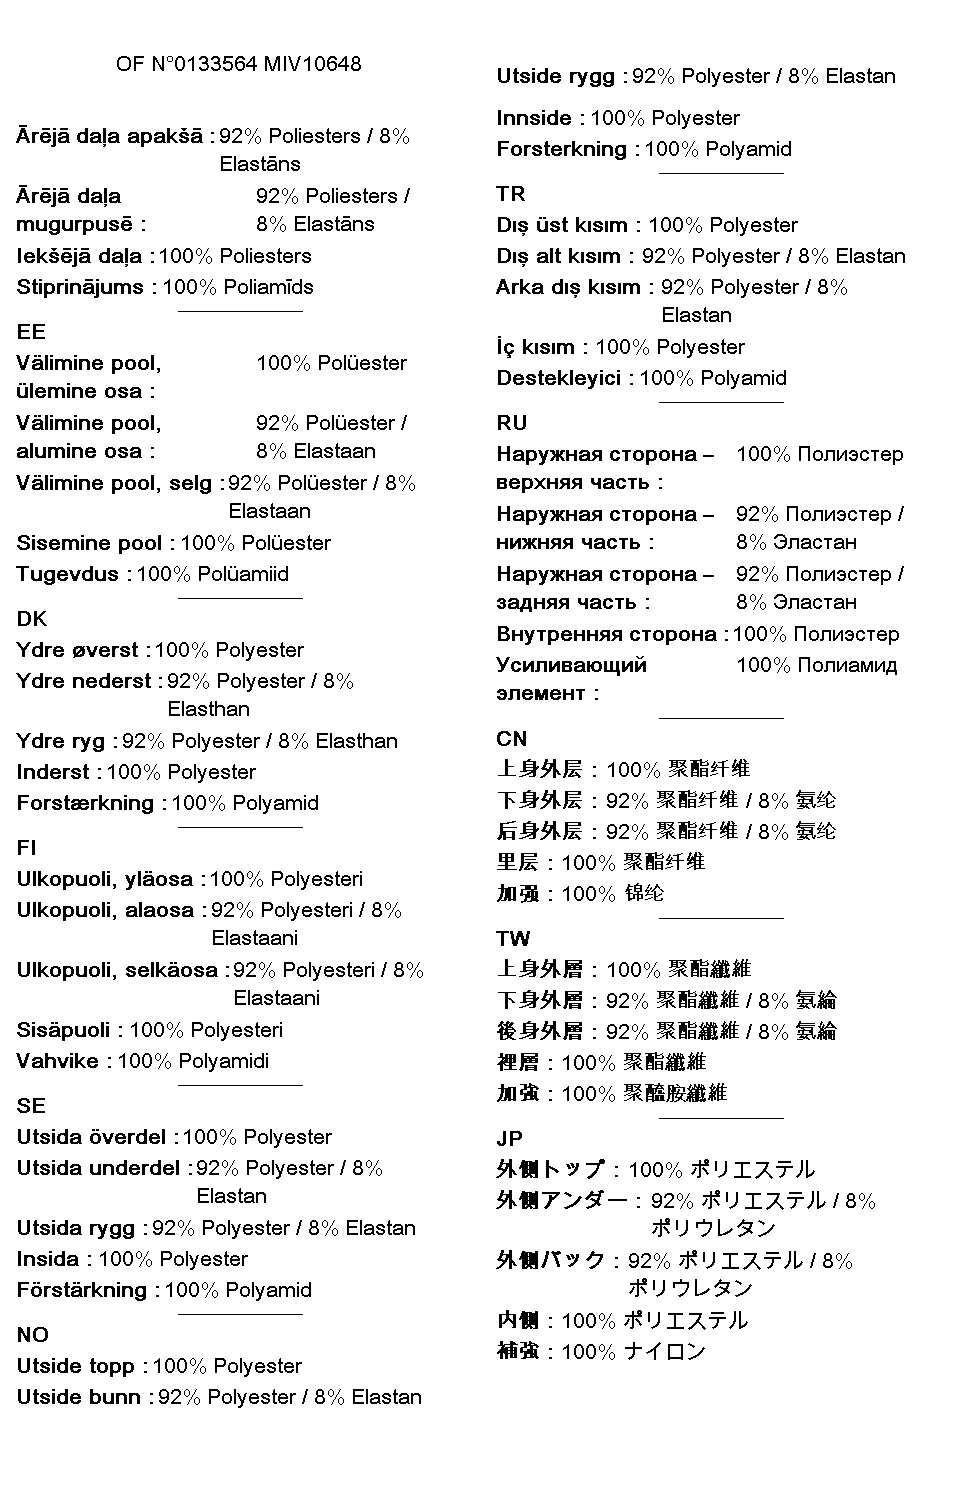 OF N°0133564 MIV10648
Ārējā daļa apakšā : 92% Poliesters / 8%
Elastāns
Ārējā daļa 92% Poliesters /
mugurpusē : 8% Elastāns
Iekšējā daļa : 100% Poliesters
Stiprinājums : 100% Poliamīds
EE
Välimine pool, 100% Polüester
ülemine osa :
Välimine pool, 92% Polüester /
alumine osa : 8% Elastaan
Välimine pool, selg : 92% Polüester / 8%
Elastaan
Sisemine pool : 100% Polüester
Tugevdus : 100% Polüamiid
DK
Ydre øverst : 100% Polyester
Ydre nederst : 92% Polyester / 8%
Elasthan
Ydre ryg : 92% Polyester / 8% Elasthan
Inderst : 100% Polyester
Forstærkning : 100% Polyamid
FI
Ulkopuoli, yläosa : 100% Polyesteri
Ulkopuoli, alaosa : 92% Polyesteri / 8%
Elastaani
Ulkopuoli, selkäosa : 92% Polyesteri / 8%
Elastaani
Sisäpuoli : 100% Polyesteri
Vahvike : 100% Polyamidi
SE
Utsida överdel : 100% Polyester
Utsida underdel : 92% Polyester / 8%
Elastan
Utsida rygg : 92% Polyester / 8% Elastan
Insida : 100% Polyester
Förstärkning : 100% Polyamid
NO
Utside topp : 100% Polyester
Utside bunn : 92% Polyester / 8% Elastan
Utside rygg : 92% Polyester / 8% Elastan
Innside : 100% Polyester
Forsterkning : 100% Polyamid
TR
Dış üst kısım : 100% Polyester
Dış alt kısım : 92% Polyester / 8% Elastan
Arka dış kısım : 92% Polyester / 8%
Elastan
İç kısım : 100% Polyester
Destekleyici : 100% Polyamid
RU
Наружная сторона – 100% Полиэстер
верхняя часть :
Наружная сторона – 92% Полиэстер /
нижняя часть : 8% Эластан
Наружная сторона – 92% Полиэстер /
задняя часть : 8% Эластан
Внутренняя сторона : 100% Полиэстер
Усиливающий 100% Полиамид
элемент :
CN
上身外层 : 100% 聚酯纤维
下身外层 : 92% 聚酯纤维 / 8% 氨纶
后身外层 : 92% 聚酯纤维 / 8% 氨纶
里层 : 100% 聚酯纤维
加强 : 100% 锦纶
TW
上身外層 : 100% 聚酯纖維
下身外層 : 92% 聚酯纖維 / 8% 氨綸
後身外層 : 92% 聚酯纖維 / 8% 氨綸
裡層 : 100% 聚酯纖維
加強 : 100% 聚醯胺纖維
JP
外側トップ : 100% ポリエステル
外側アンダー : 92% ポリエステル / 8%
ポリウレタン
外側バック : 92% ポリエステル / 8%
ポリウレタン
内側 : 100% ポリエステル
補強 : 100% ナイロン